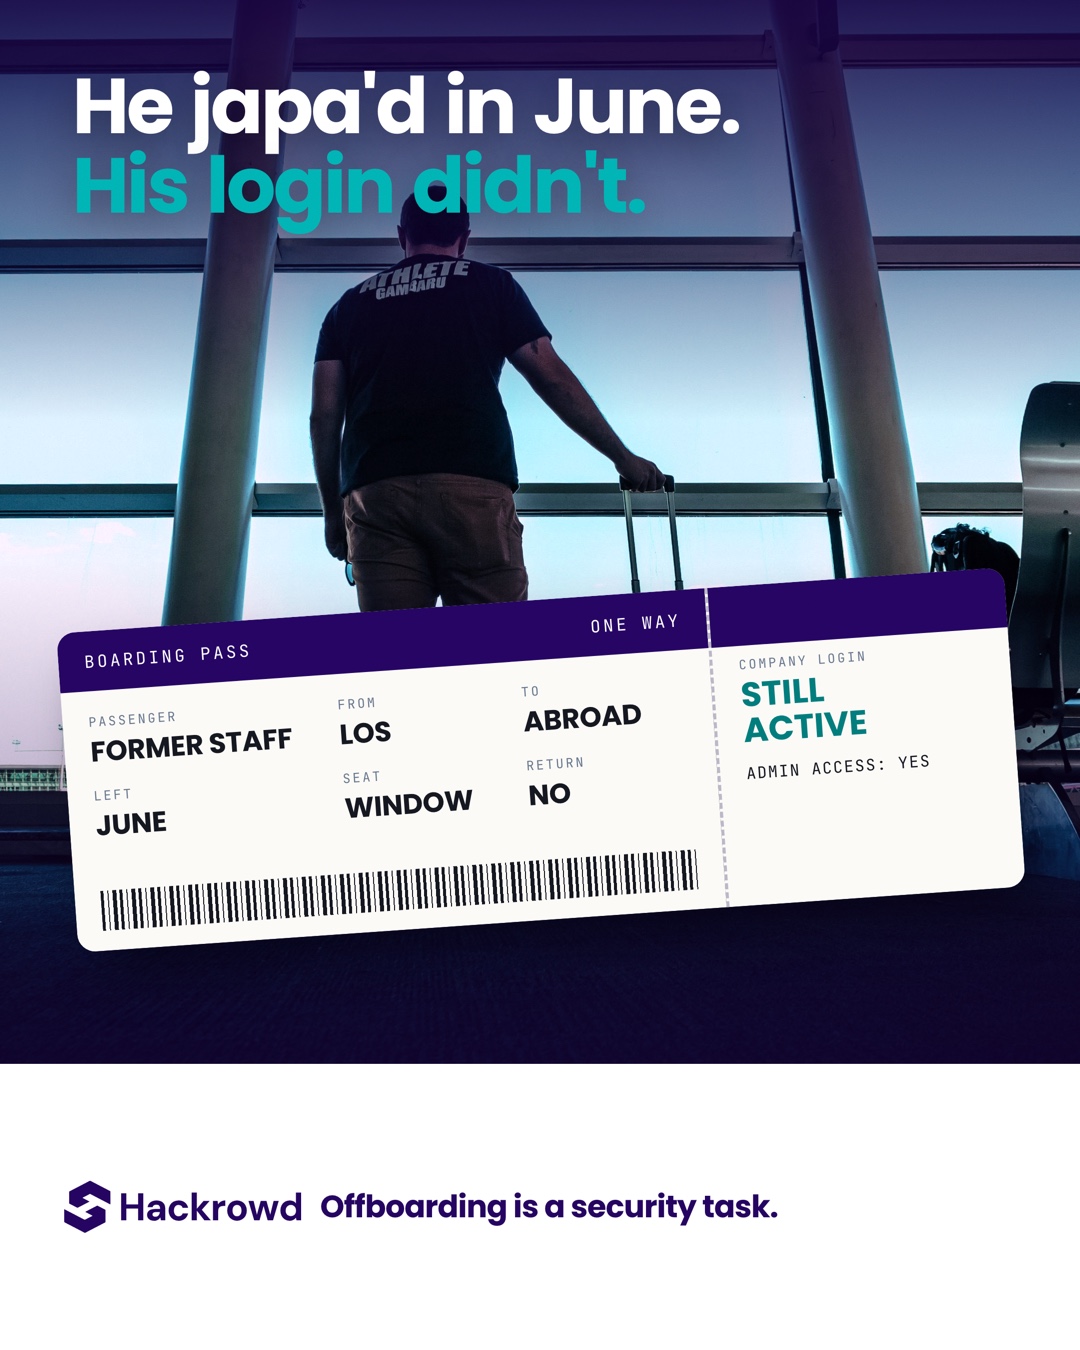 He japa'd in June.
His login didn't.
ATHLETE
GAMBARU
BOARDING PASS
ONE WAY
PASSENGER
FORMER STAFF
FROM
LOS
TO
ABROAD
LEFT
JUNE
SEAT
WINDOW
RETURN
NO
COMPANY LOGIN
STILL
ACTIVE
ADMIN ACCESS: YES
Hackrowd
Offboarding is a security task.